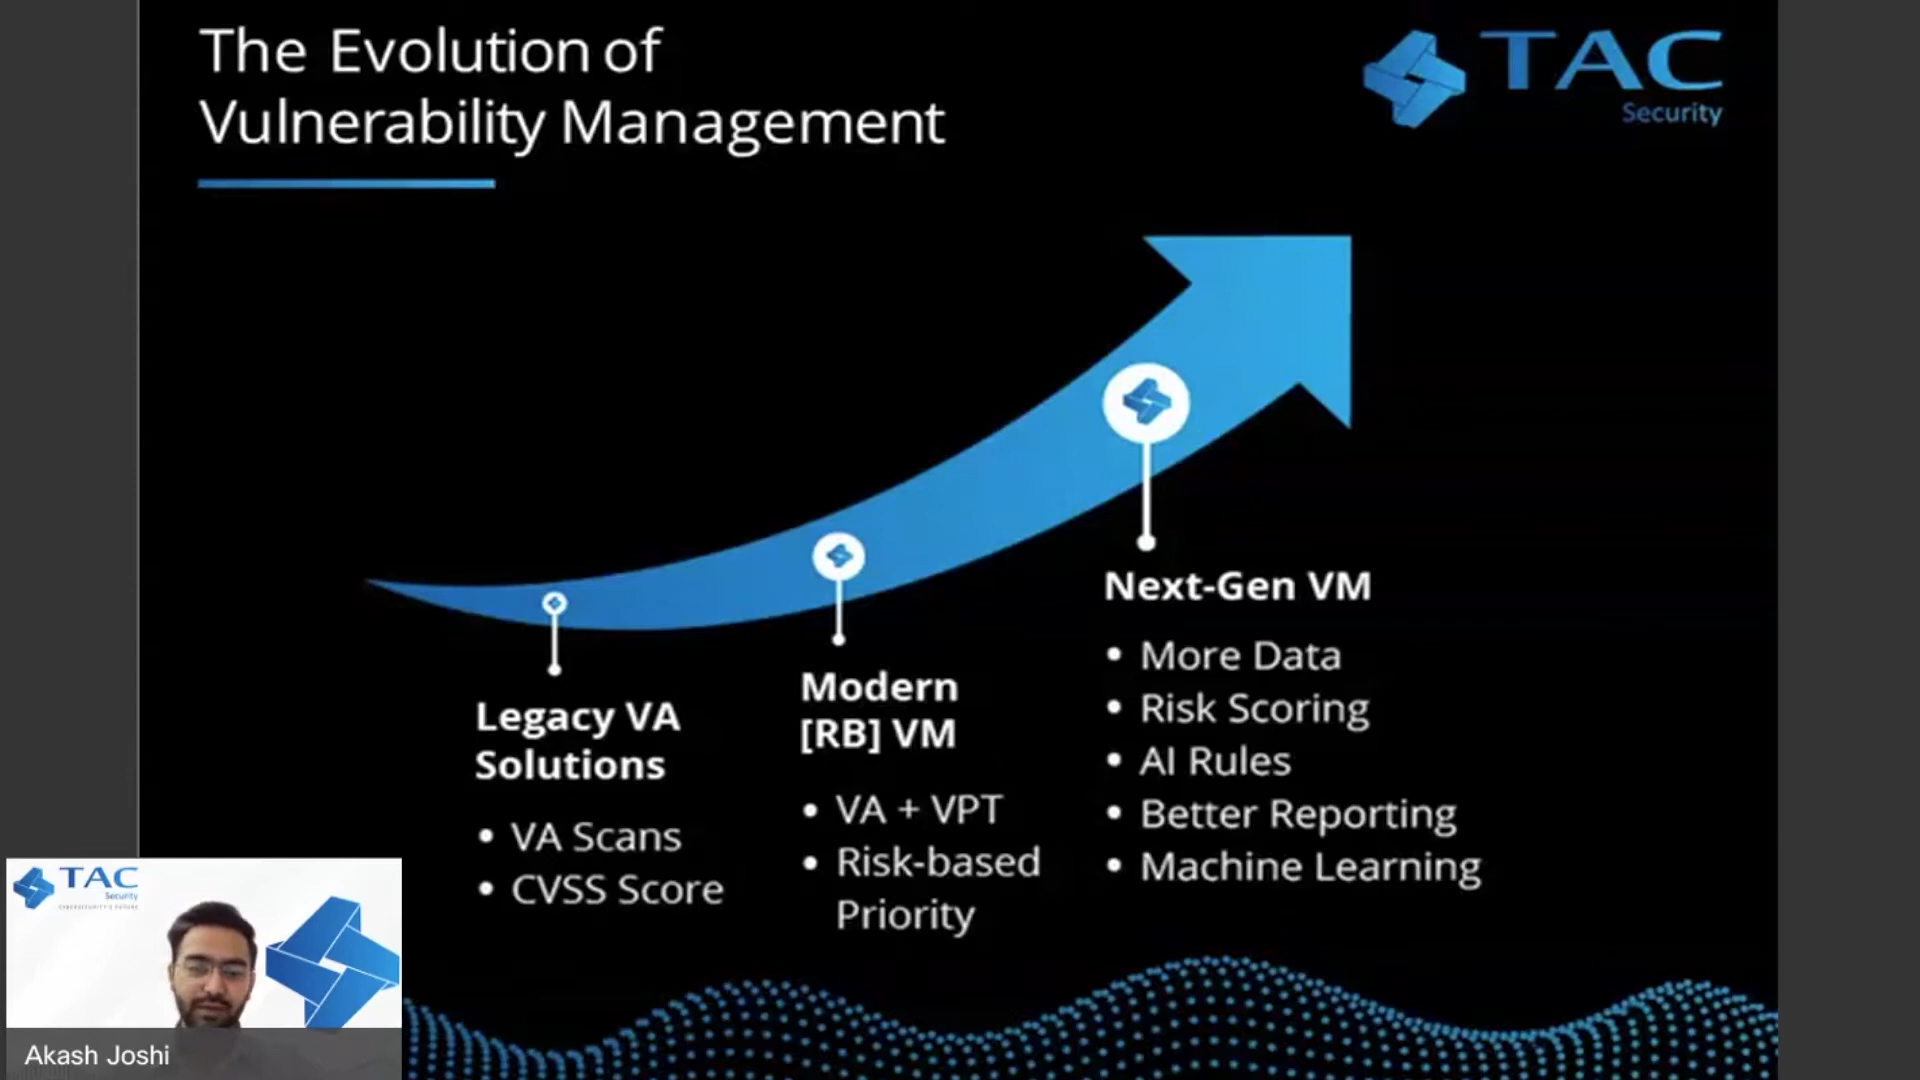 The Evolution of
Vulnerability Management
TAC
Security
Legacy VA
Solutions
• VA Scans
• CVSS Score
Modern
[RB] VM
• VA + VPT
• Risk-based
Priority
Next-Gen VM
• More Data
• Risk Scoring
• AI Rules
• Better Reporting
• Machine Learning
TAC
Security
Akash Joshi